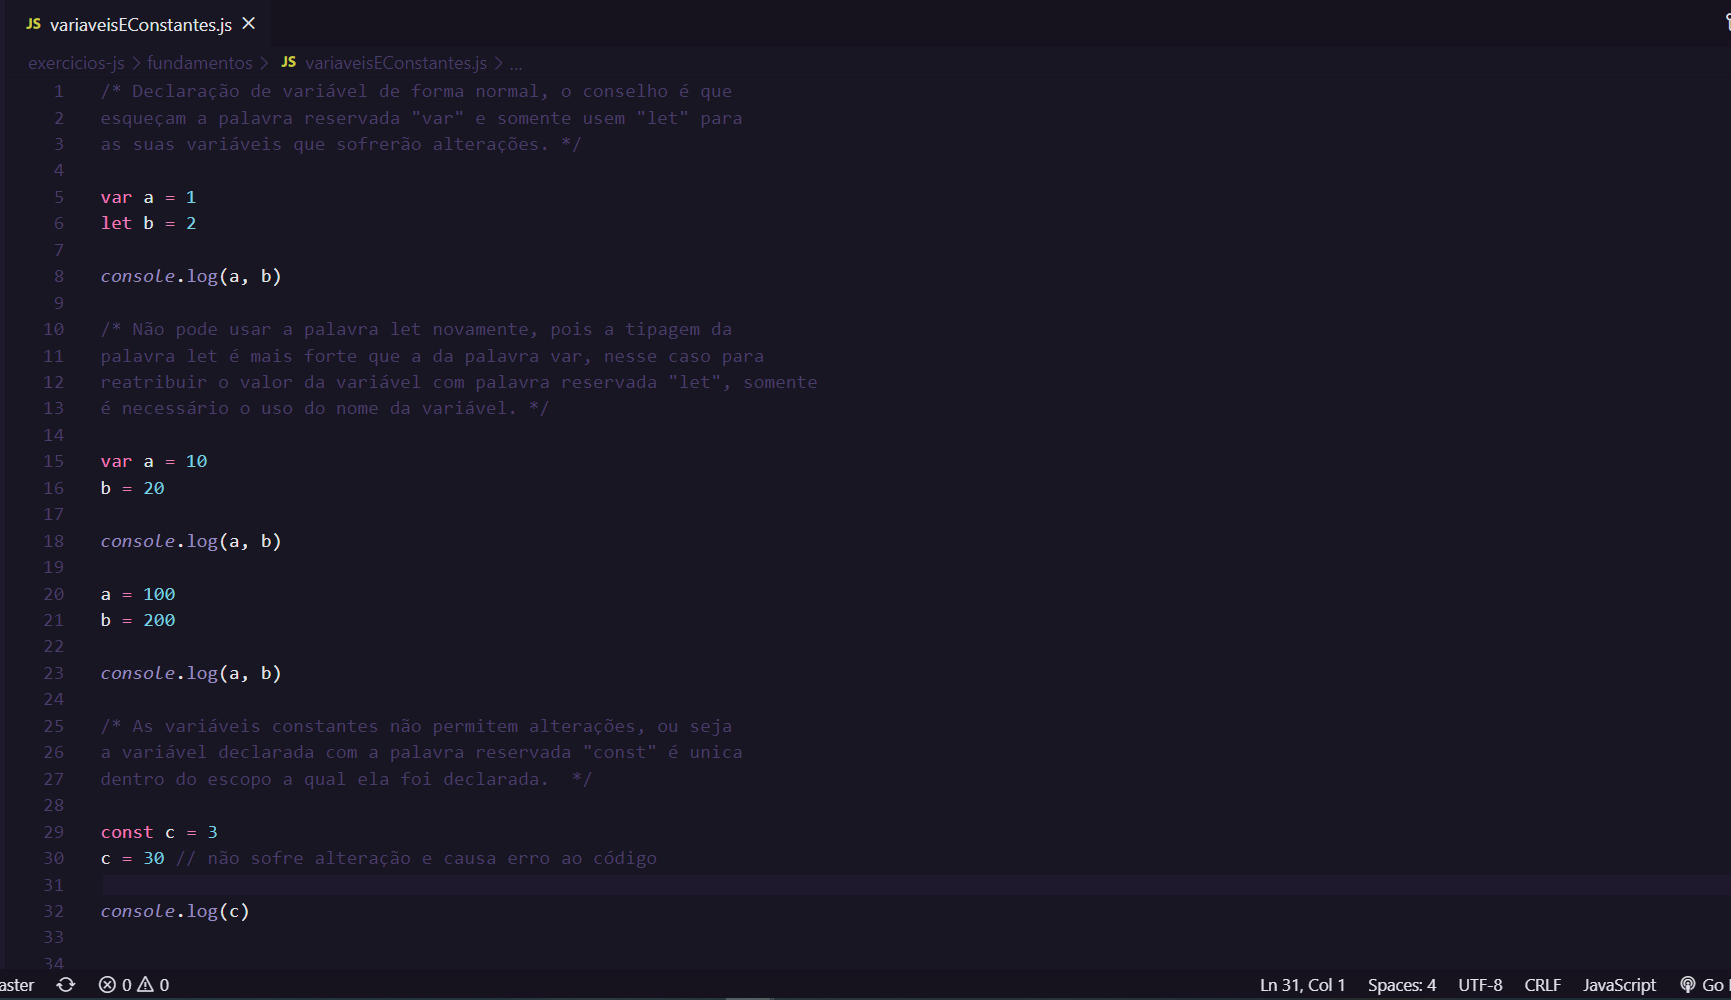 JS variaveisEConstantes.js ×
exercicios-js > fundamentos > JS variaveisEConstantes.js > ...
1 /* Declaração de variável de forma normal, o conselho é que
2 esqueçam a palavra reservada "var" e somente usem "let" para
3 as suas variáveis que sofrerão alterações. */
4
5 var a = 1
6 let b = 2
7
8 console.log(a, b)
9
10 /* Não pode usar a palavra let novamente, pois a tipagem da
11 palavra let é mais forte que a da palavra var, nesse caso para
12 reatribuir o valor da variável com palavra reservada "let", somente
13 é necessário o uso do nome da variável. */
14
15 var a = 10
16 b = 20
17
18 console.log(a, b)
19
20 a = 100
21 b = 200
22
23 console.log(a, b)
24
25 /* As variáveis constantes não permitem alterações, ou seja
26 a variável declarada com a palavra reservada "const" é unica
27 dentro do escopo a qual ela foi declarada.  */
28
29 const c = 3
30 c = 30 // não sofre alteração e causa erro ao código
31
32 console.log(c)
33
34
aster 0 0 Ln 31, Col 1 Spaces: 4 UTF-8 CRLF JavaScript Go